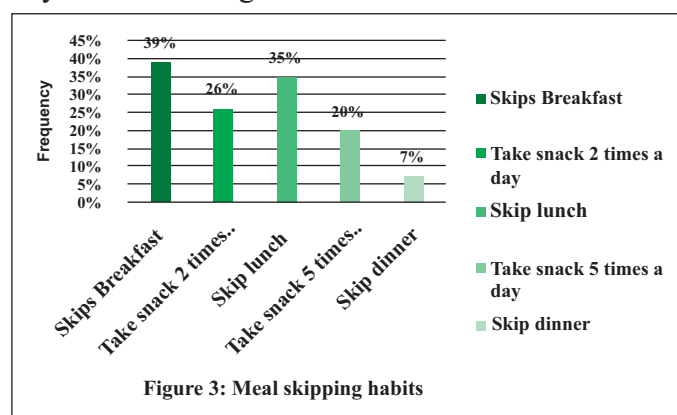 45%
40%
35%
30%
25%
20%
15%
10%
5%
0%
Frequency
39%
26%
35%
20%
7%
Skips Breakfast
Take snack 2 times..
Skip lunch
Take snack 5 times..
Skip dinner
Skips Breakfast
Take snack 2 times a
day
Skip lunch
Take snack 5 times a
day
Skip dinner
Figure 3: Meal skipping habits